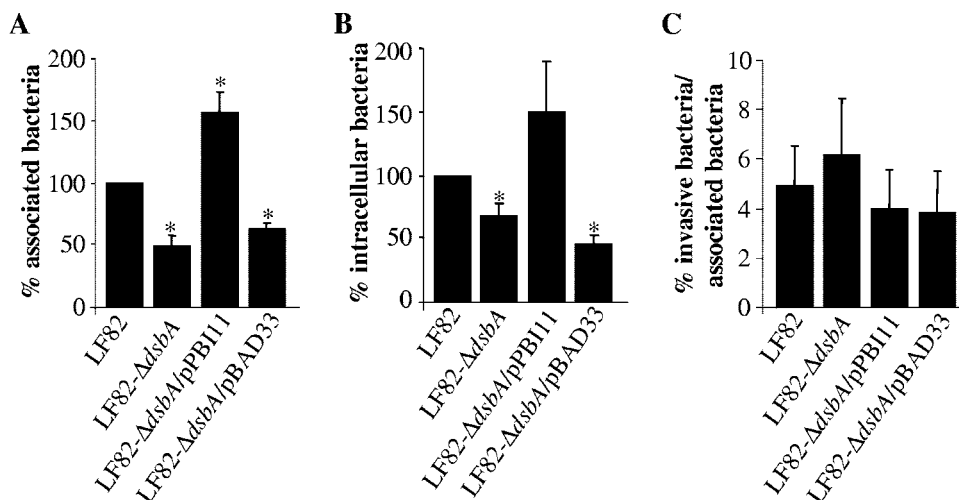 A
% associated bacteria
200
150
100
50
0
*
*
*
LF82
LF82-ΔdsbA
LF82-ΔdsbA/pPBI11
LF82-ΔdsbA/pBAD33
B
% intracellular bacteria
200
150
100
50
0
*
*
LF82
LF82-ΔdsbA
LF82-ΔdsbA/pPBI11
LF82-ΔdsbA/pBAD33
C
% invasive bacteria/
associated bacteria
10
8
6
4
2
0
LF82
LF82-ΔdsbA
LF82-ΔdsbA/pPBI11
LF82-ΔdsbA/pBAD33